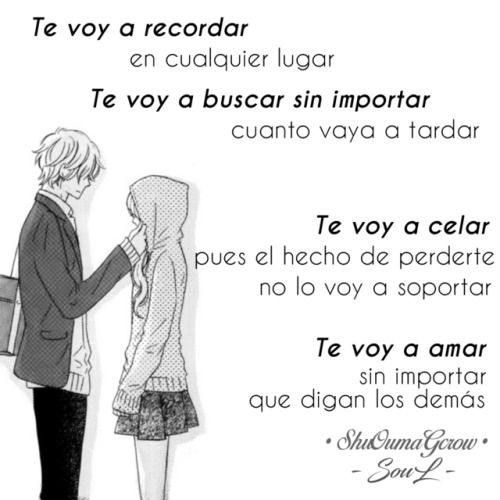 Te voy a recordar
en cualquier lugar
Te voy a buscar sin importar
cuanto vaya a tardar
Te voy a celar
pues el hecho de perderte
no lo voy a soportar
Te voy a amar
sin importar
que digan los demás
• ShuOumaGcrow •
- SouL -